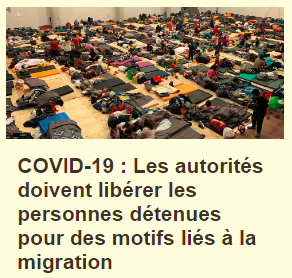 COVID-19 : Les autorités
doivent libérer les
personnes détenues
pour des motifs liés à la
migration